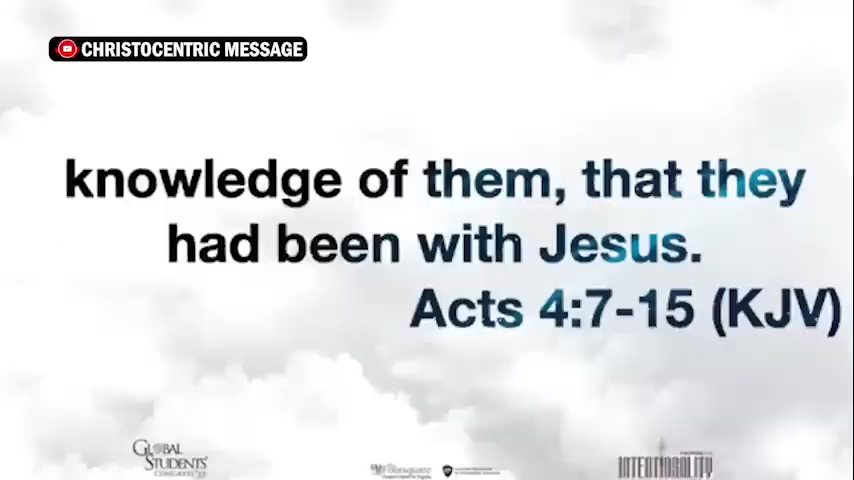 CHRISTOCENTRIC MESSAGE
knowledge of them, that they
had been with Jesus.
Acts 4:7-15 (KJV)
GLOBAL
STUDENTS'
Foursquare
INTENTIONALITY